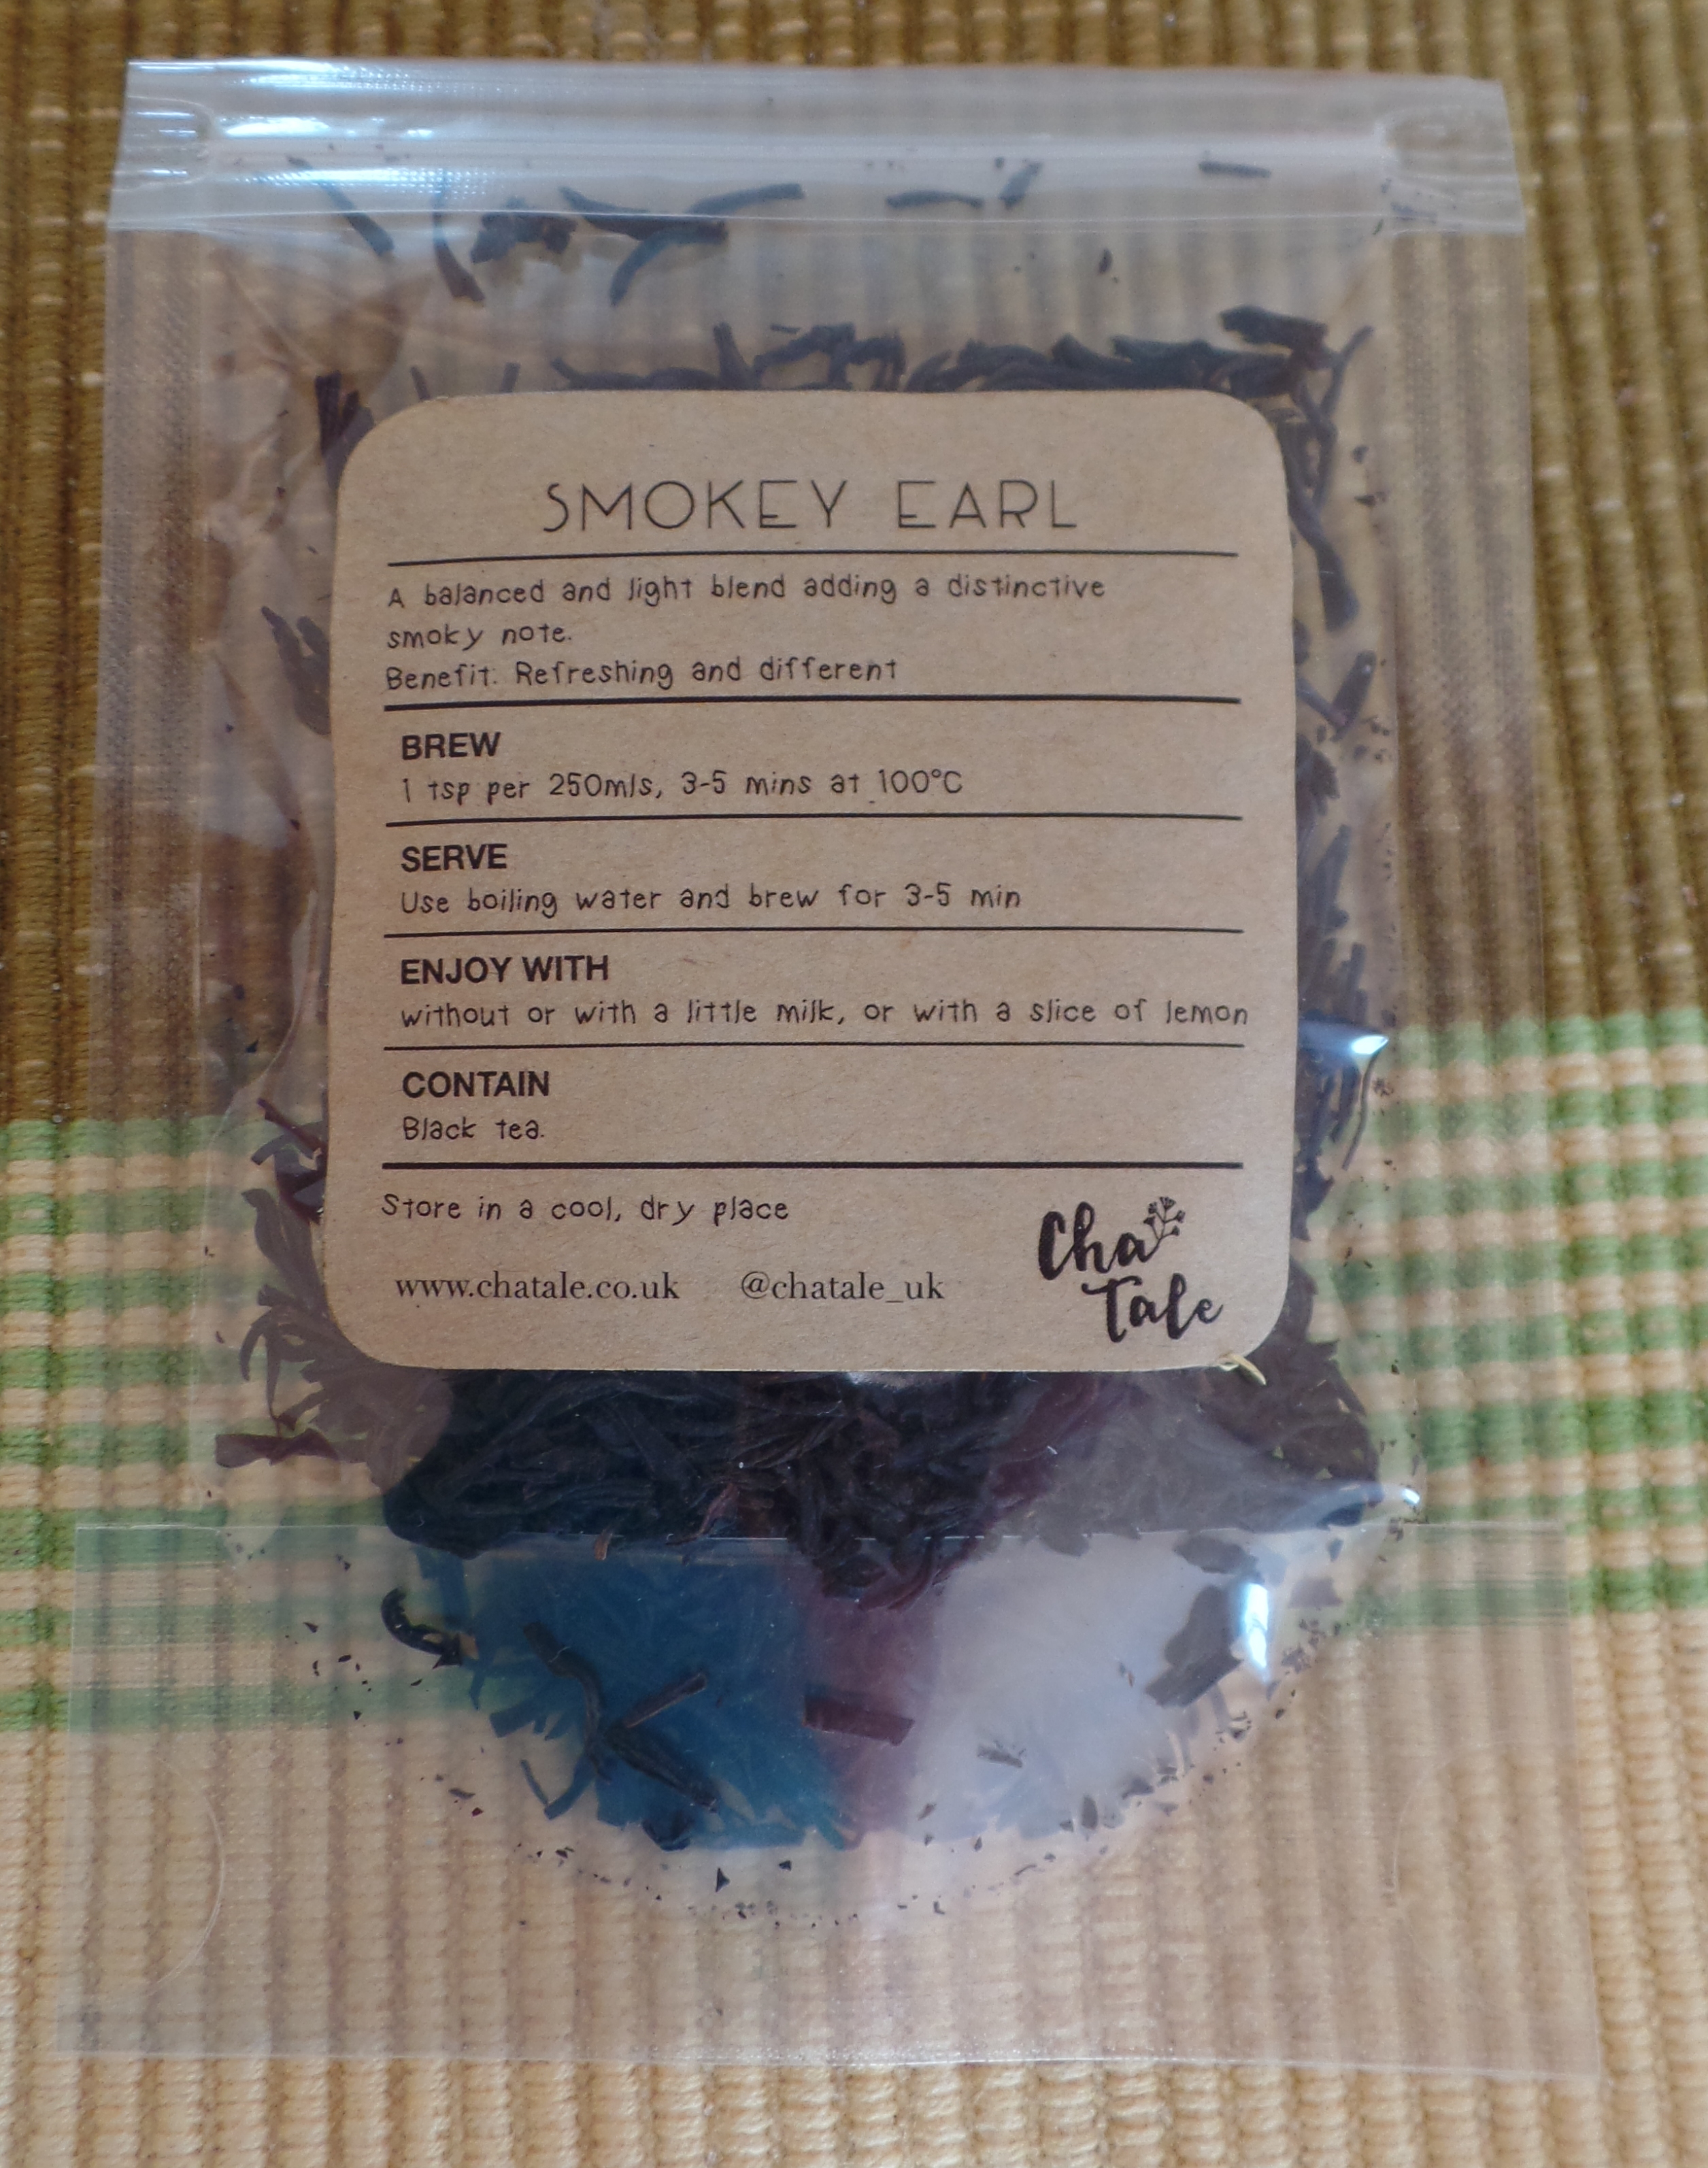 SMOKEY EARL
A balanced and light blend adding a distinctive
smoky note.
Benefit: Refreshing and different
BREW
1 tsp per 250mls, 3-5 mins at 100°C
SERVE
Use boiling water and brew for 3-5 min
ENJOY WITH
without or with a little milk, or with a slice of lemon
CONTAIN
Black tea.
Store in a cool, dry place
www.chatale.co.uk @chatale_uk
Cha
Tale